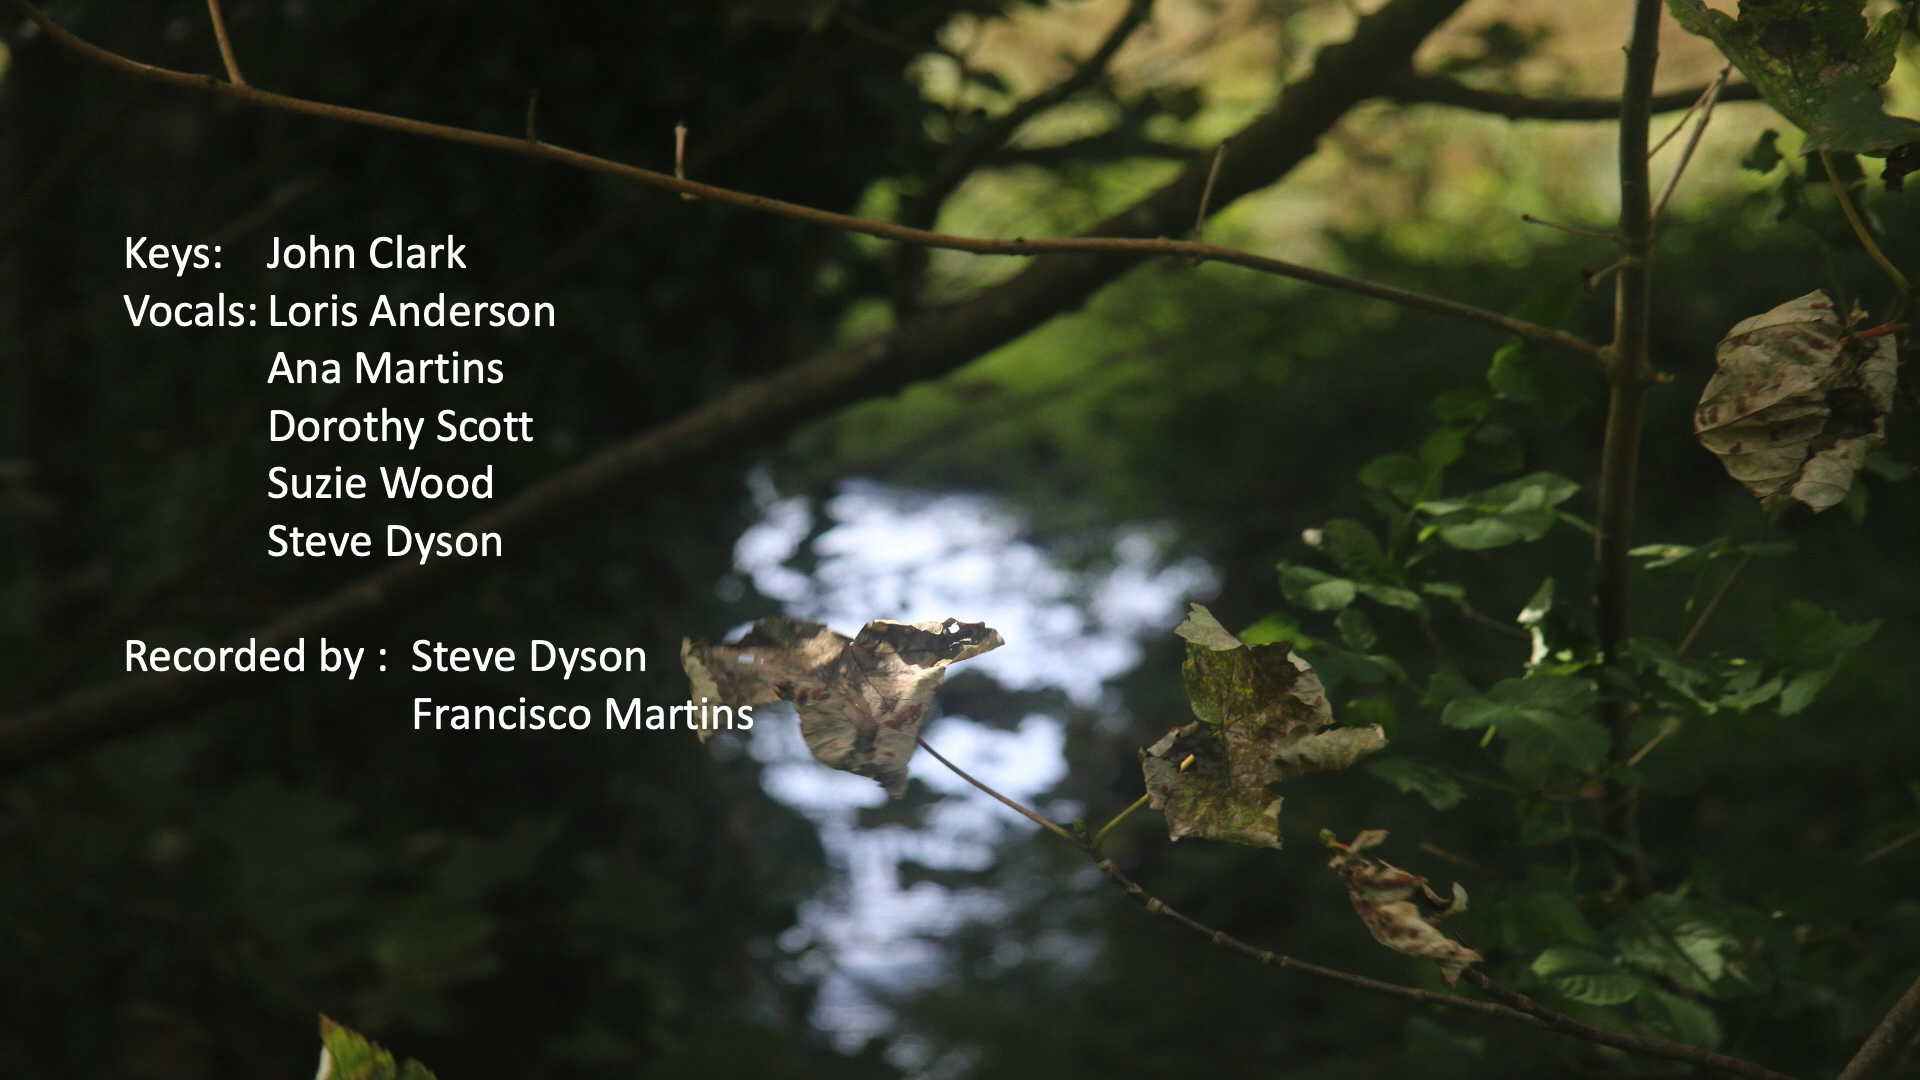 Keys: John Clark
Vocals: Loris Anderson
Ana Martins
Dorothy Scott
Suzie Wood
Steve Dyson
Recorded by : Steve Dyson
Francisco Martins